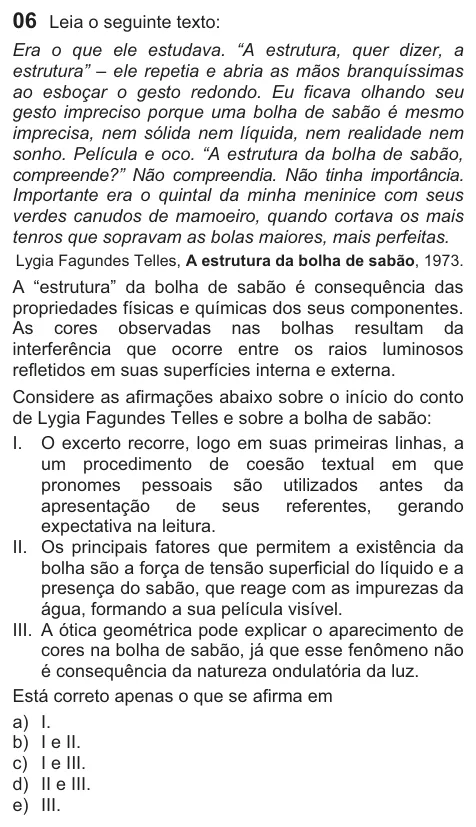 06 Leia o seguinte texto:
Era o que ele estudava. “A estrutura, quer dizer, a
estrutura” – ele repetia e abria as mãos branquíssimas
ao esboçar o gesto redondo. Eu ficava olhando seu
gesto impreciso porque uma bolha de sabão é mesmo
imprecisa, nem sólida nem líquida, nem realidade nem
sonho. Película e oco. “A estrutura da bolha de sabão,
compreende?” Não compreendia. Não tinha importância.
Importante era o quintal da minha meninice com seus
verdes canudos de mamoeiro, quando cortava os mais
tenros que sopravam as bolas maiores, mais perfeitas.
Lygia Fagundes Telles, A estrutura da bolha de sabão, 1973.
A “estrutura” da bolha de sabão é consequência das
propriedades físicas e químicas dos seus componentes.
As cores observadas nas bolhas resultam da
interferência que ocorre entre os raios luminosos
refletidos em suas superfícies interna e externa.
Considere as afirmações abaixo sobre o início do conto
de Lygia Fagundes Telles e sobre a bolha de sabão:
I. O excerto recorre, logo em suas primeiras linhas, a
um procedimento de coesão textual em que
pronomes pessoais são utilizados antes da
apresentação de seus referentes, gerando
expectativa na leitura.
II. Os principais fatores que permitem a existência da
bolha são a força de tensão superficial do líquido e a
presença do sabão, que reage com as impurezas da
água, formando a sua película visível.
III. A ótica geométrica pode explicar o aparecimento de
cores na bolha de sabão, já que esse fenômeno não
é consequência da natureza ondulatória da luz.
Está correto apenas o que se afirma em
a) I.
b) I e II.
c) I e III.
d) II e III.
e) III.